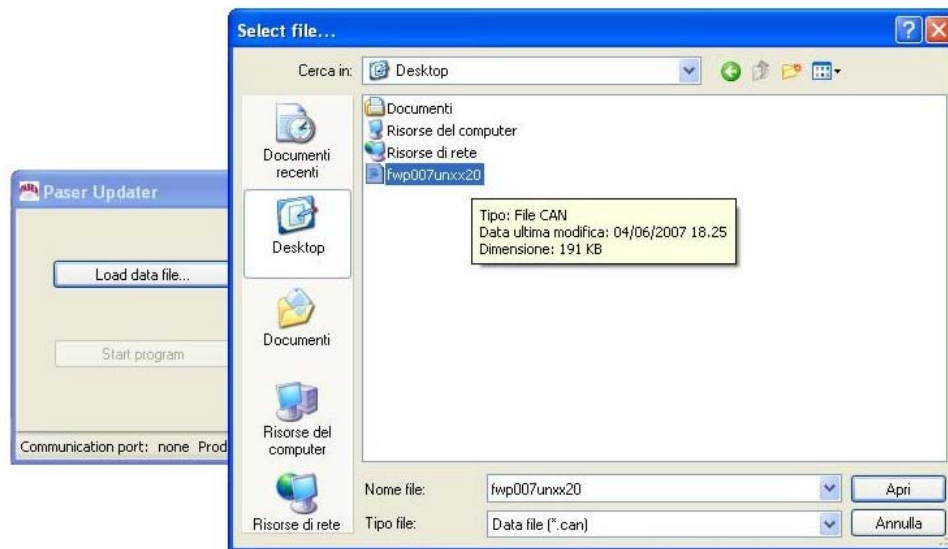 Select file...
Cerca in:
Desktop
Documenti
recenti
Desktop
Documenti
Risorse del
computer
Risorse di rete
Documenti
Risorse del computer
Risorse di rete
fwp007unxx20
Tipo: File CAN
Data ultima modifica: 04/06/2007 18.25
Dimensione: 191 KB
Nome file:
fwp007unxx20
Apri
Tipo file:
Data file (*.can)
Annulla
Paser Updater
Load data file...
Start program
Communication port: none Prod